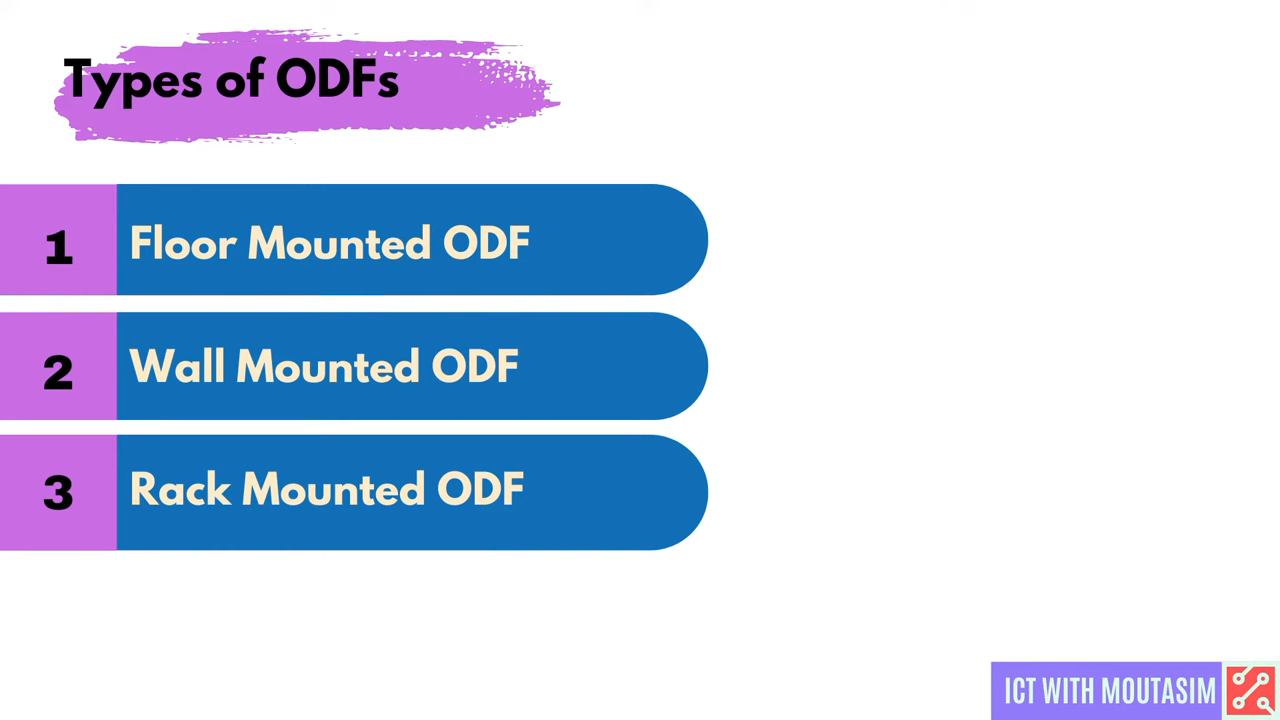 Types of ODFs
1 Floor Mounted ODF
2 Wall Mounted ODF
3 Rack Mounted ODF
ICT WITH MOUTASIM